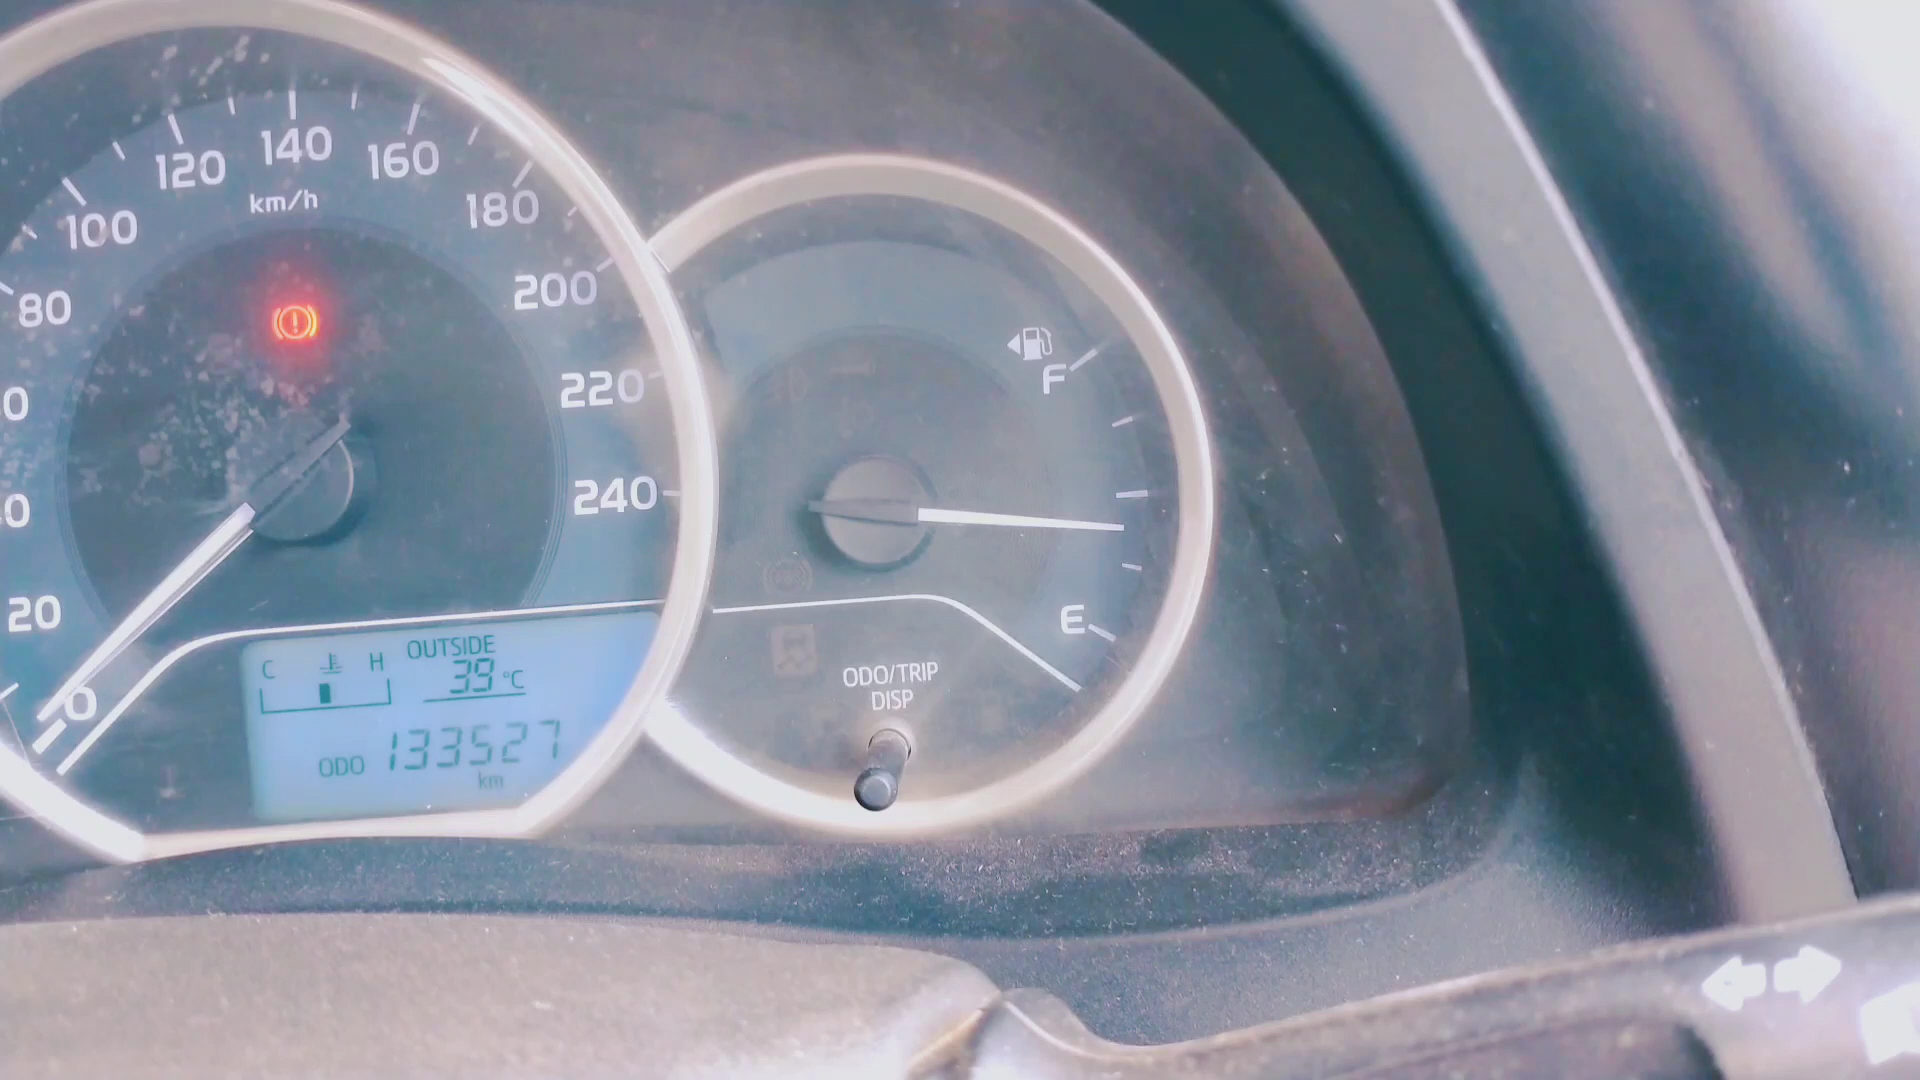 120 140 160
km/h
100 180
80 200
220
240
20
0
F
E
OUTSIDE
C H 39 °C
ODO 133527
km
ODO/TRIP
DISP